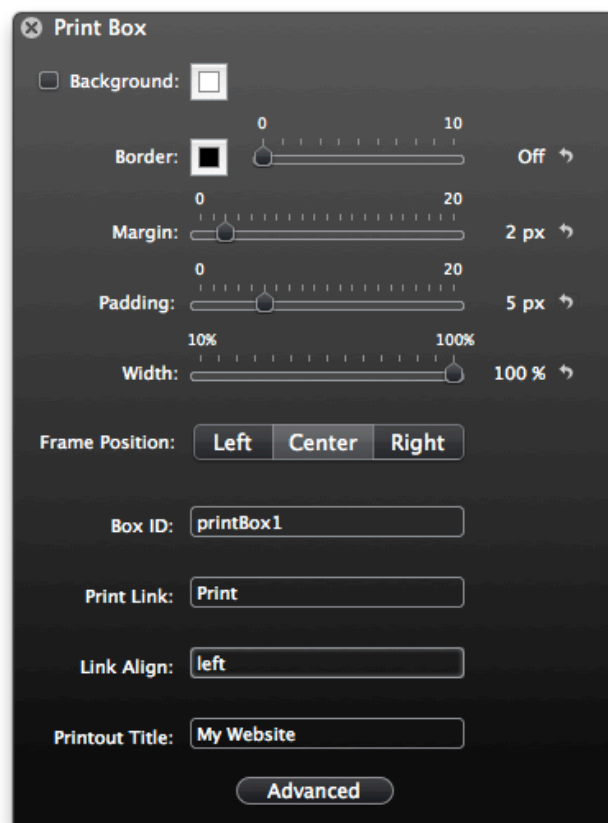 Print Box
Background:
0 10
Border: Off
0 20
Margin: 2 px
0 20
Padding: 5 px
10% 100%
Width: 100 %
Frame Position: Left Center Right
Box ID: printBox1
Print Link: Print
Link Align: left
Printout Title: My Website
Advanced